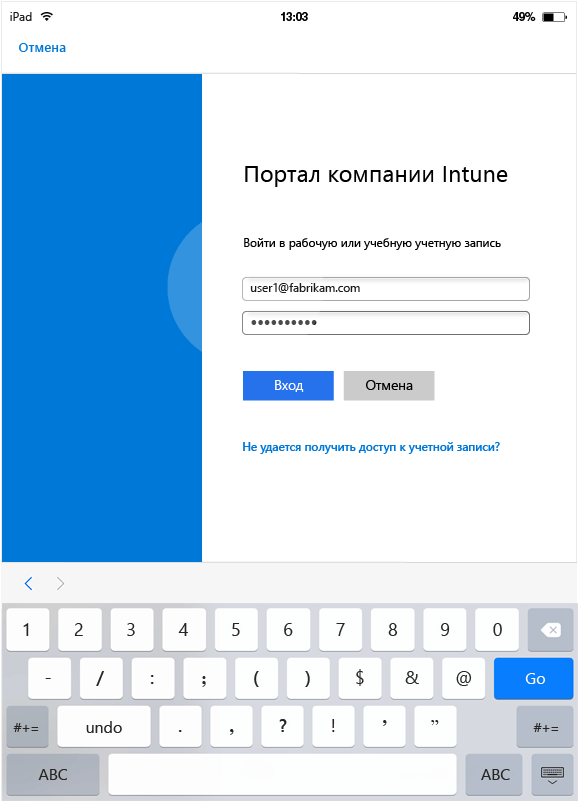 iPad 13:03 49%
Отмена
Портал компании Intune
Войти в рабочую или учебную учетную запись
user1@fabrikam.com
••••••••••
Вход Отмена
Не удается получить доступ к учетной записи?
1 2 3 4 5 6 7 8 9 0
- / : ; ( ) $ & @ Go
#+= undo . , ? ! ’ ” #+=
ABC ABC